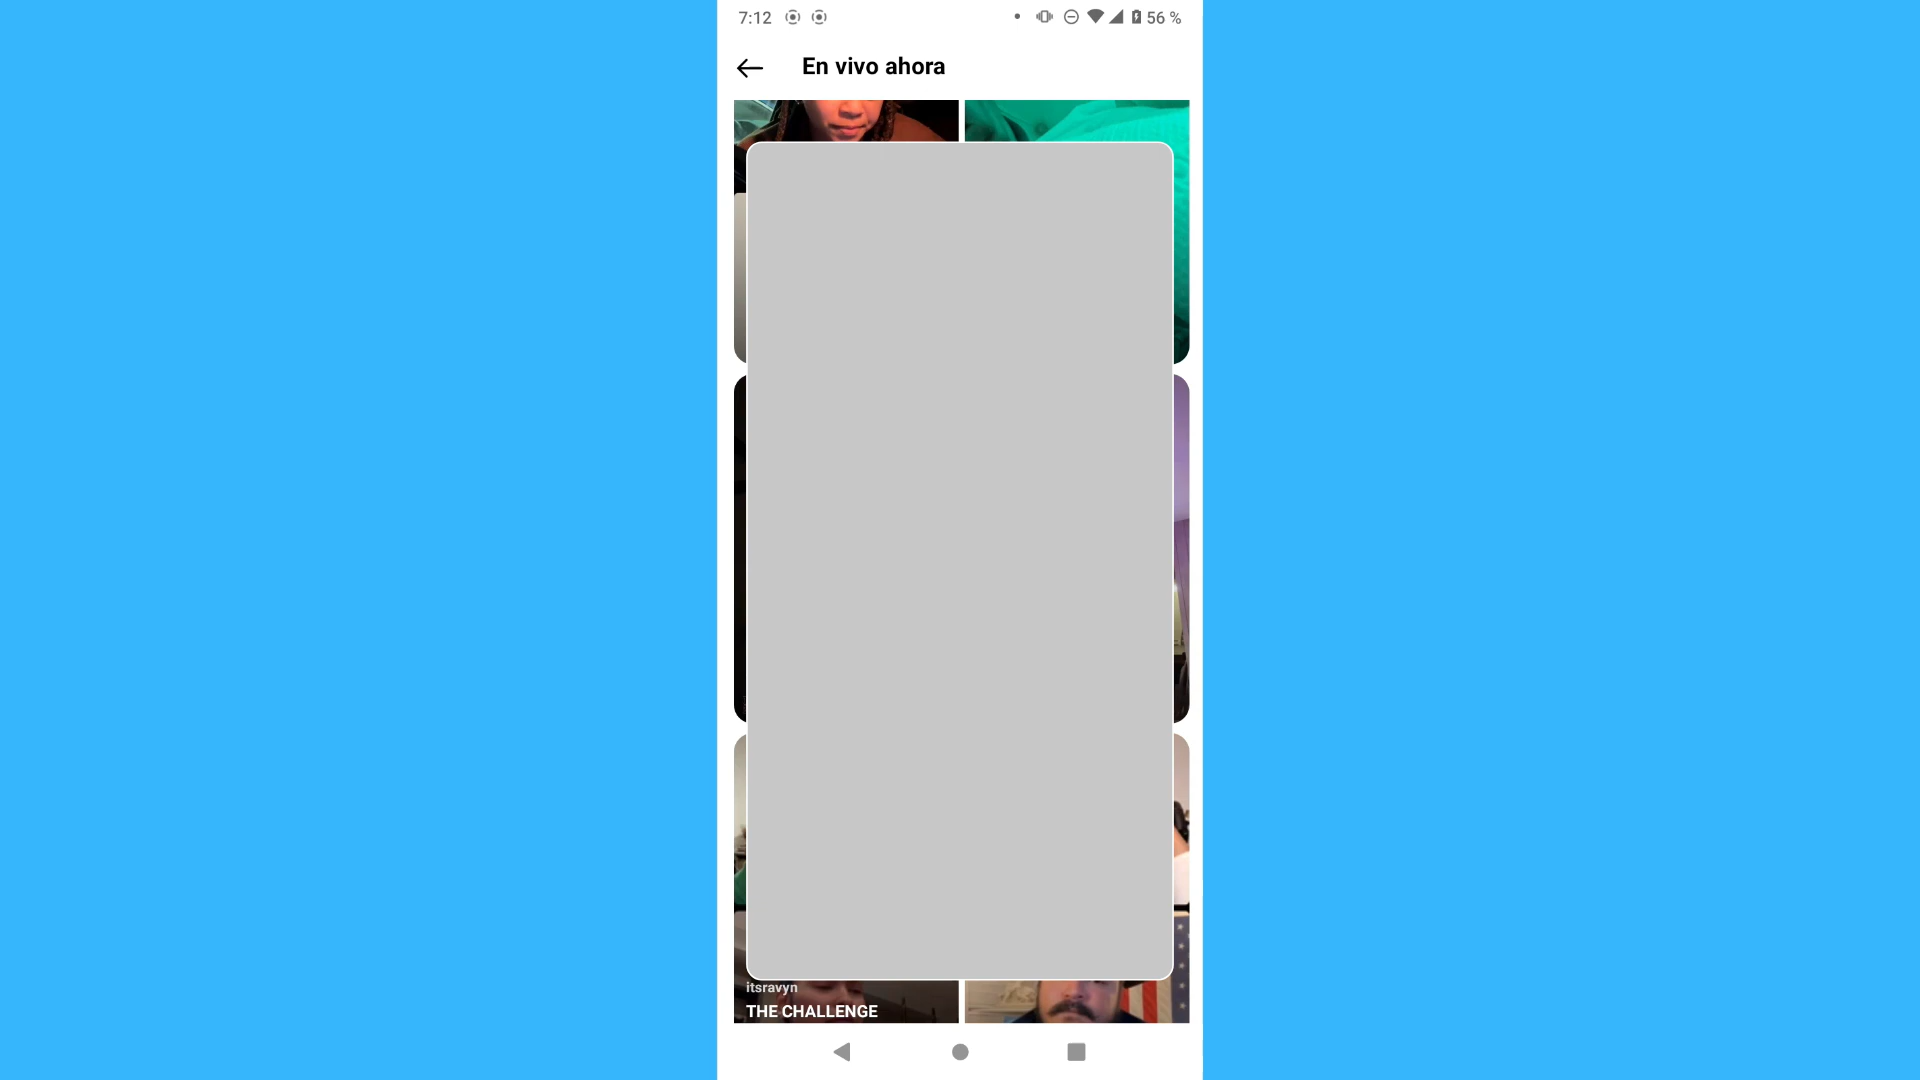 7:12
56 %
En vivo ahora
itsravyn
THE CHALLENGE